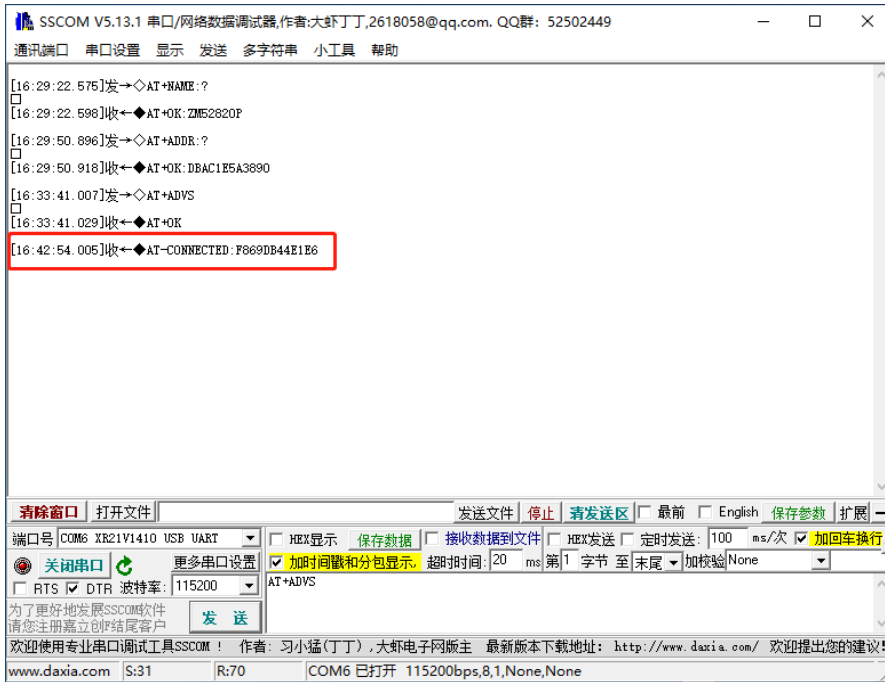 SSCOM V5.13.1 串口/网络数据调试器,作者:大虾丁丁,2618058@qq.com. QQ群: 52502449
通讯端口 串口设置 显示 发送 多字符串 小工具 帮助
[16:29:22.575]发→◇AT+NAME:?
□
[16:29:22.598]收←◆AT+OK:ZM52820P
[16:29:50.896]发→◇AT+ADDR:?
□
[16:29:50.918]收←◆AT+OK:DBAC1E5A3890
[16:33:41.007]发→◇AT+ADVS
□
[16:33:41.029]收←◆AT+OK
[16:42:54.005]收←◆AT-CONNECTED:F869DB44E1E6
清除窗口 打开文件 发送文件 停止 清发送区 最前 English 保存参数 扩展 —
端口号 COM6 XR21V1410 USB UART HEX显示 保存数据 接收数据到文件 HEX发送 定时发送: 100 ms/次 加回车换行
关闭串口 更多串口设置 加时间戳和分包显示, 超时时间: 20 ms 第 1 字节 至 末尾 加校验 None
RTS DTR 波特率: 115200 AT+ADVS
为了更好地发展SSCOM软件
请您注册嘉立创F结尾客户 发 送
欢迎使用专业串口调试工具SSCOM ! 作者: 习小猛(丁丁),大虾电子网版主 最新版本下载地址: http://www.daxia.com/ 欢迎提出您的建议!
www.daxia.com S:31 R:70 COM6 已打开 115200bps,8,1,None,None